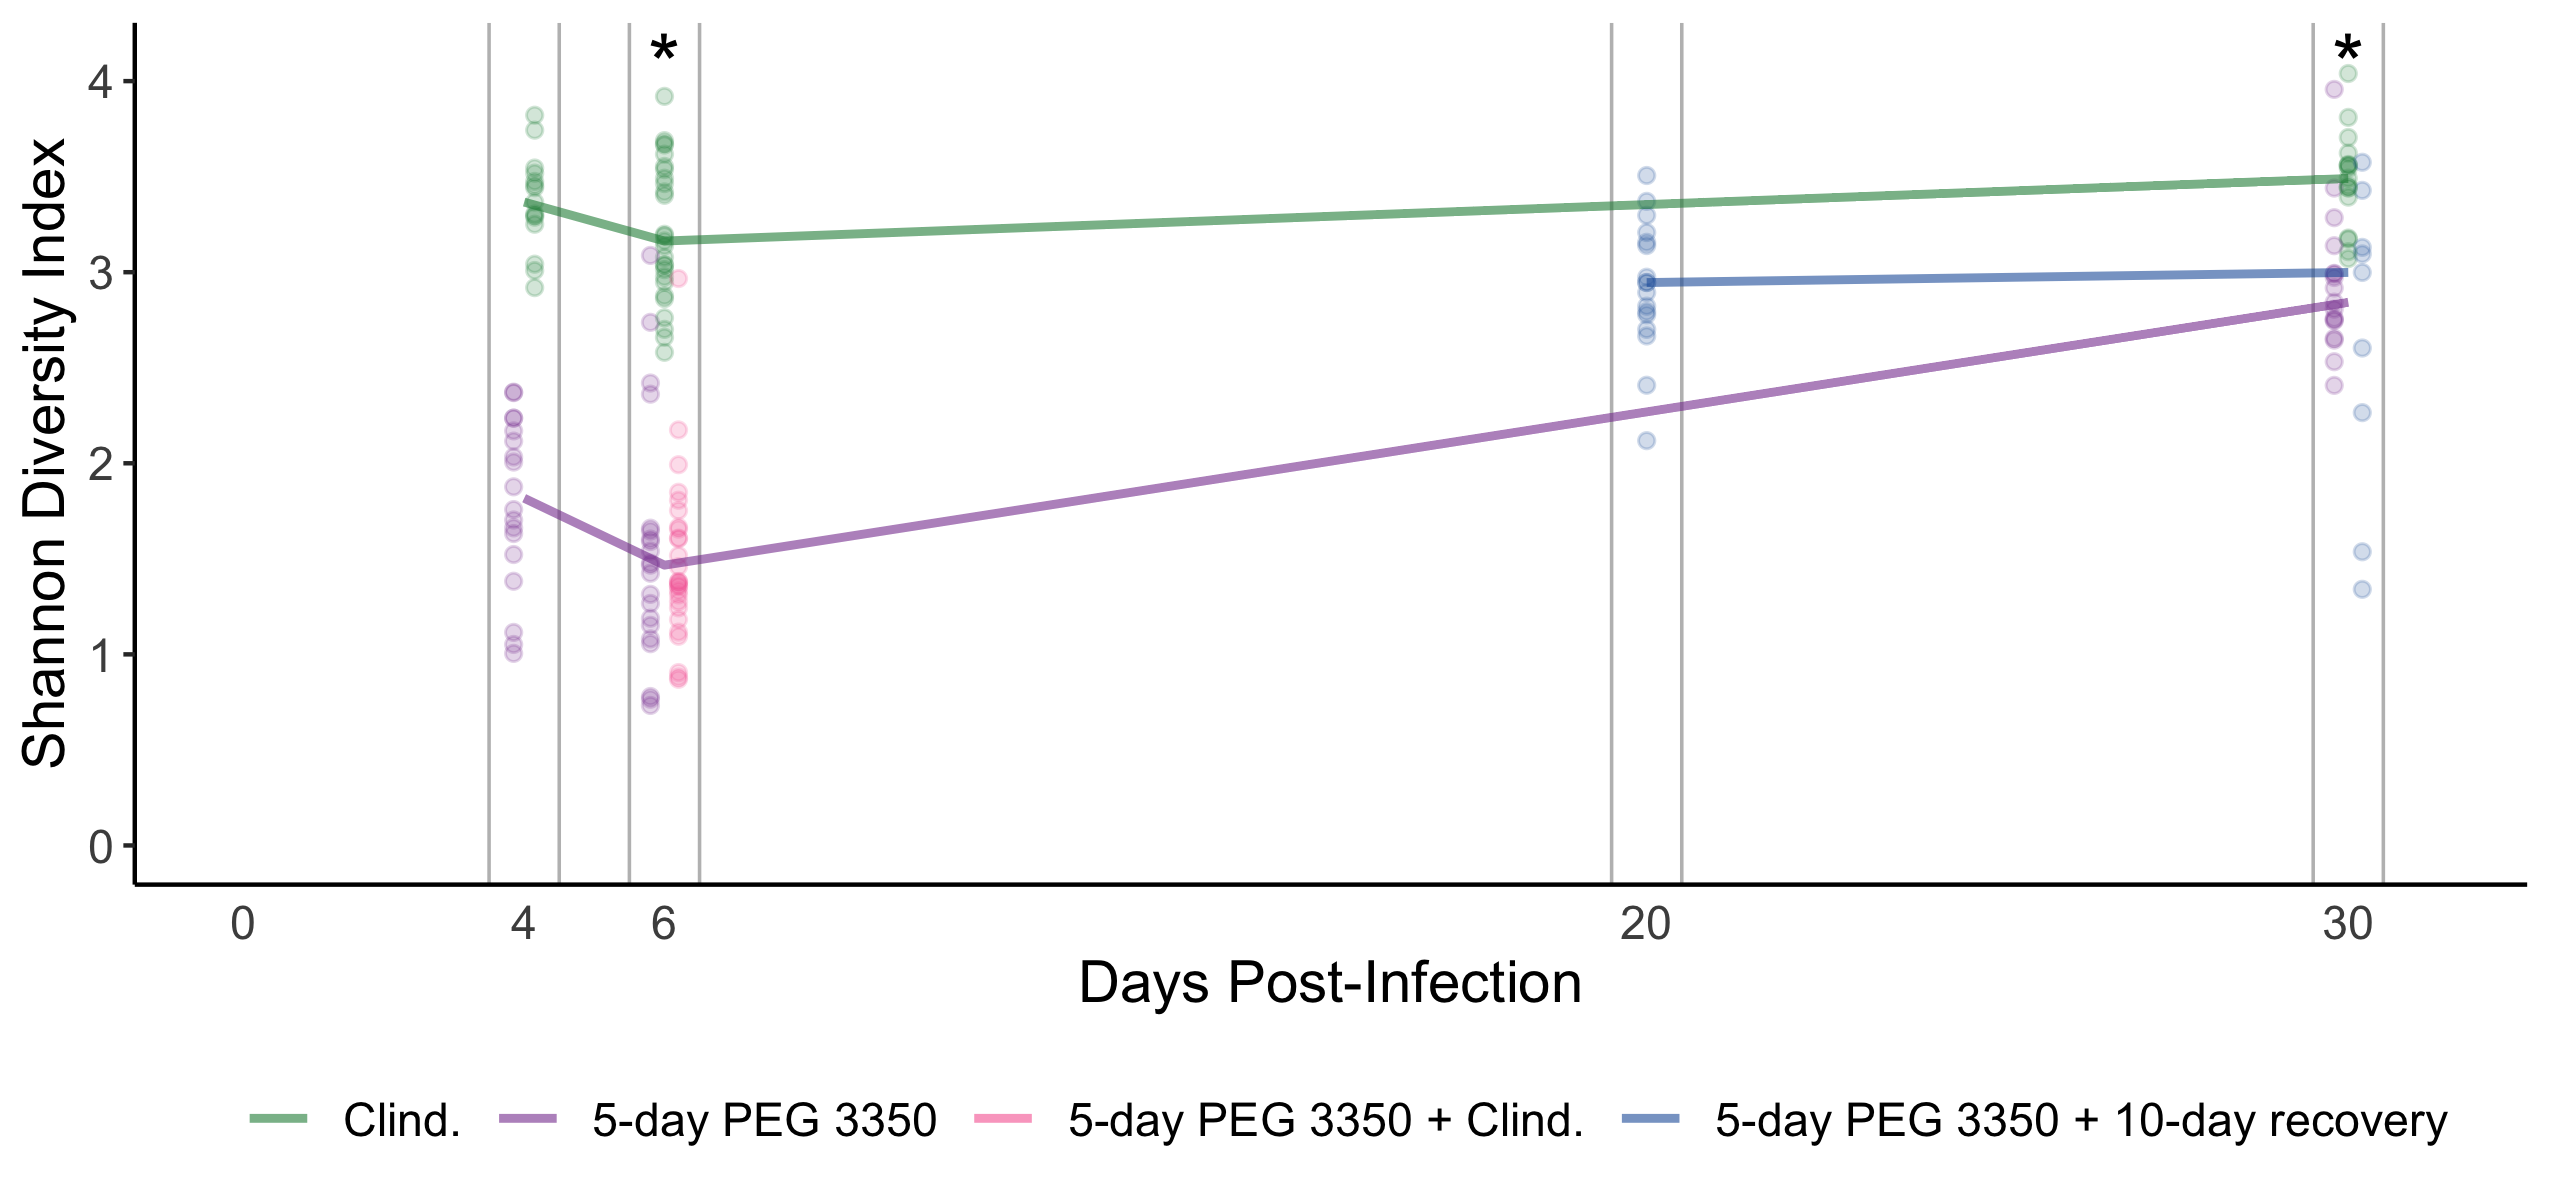 Shannon Diversity Index
4
3
2
1
0
*
*
0 4 6 20 30
Days Post-Infection
Clind. 5-day PEG 3350 5-day PEG 3350 + Clind. 5-day PEG 3350 + 10-day recovery